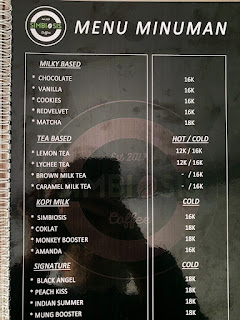 SIMBIOSIS
Coffee
MENU MINUMAN
MILKY BASED
* CHOCOLATE 16K
* VANILLA 16K
* COOKIES 16K
* REDVELVET 16K
* MATCHA 18K
TEA BASED HOT / COLD
* LEMON TEA 12K / 16K
* LYCHEE TEA 12K / 16K
* BROWN MILK TEA - / 16K
* CARAMEL MILK TEA - / 16K
KOPI MILK COLD
* SIMBIOSIS 16K
* COKLAT 18K
* MONKEY BOOSTER 18K
* AMANDA 18K
SIGNATURE COLD
* BLACK ANGEL 18K
* PEACH KISS 18K
* INDIAN SUMMER 18K
* MUNG BOOSTER 18K